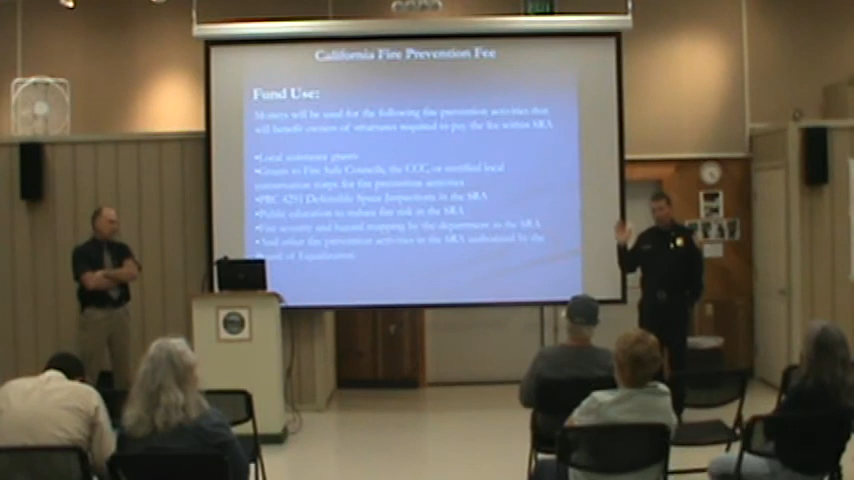 California Fire Prevention Fee
Fund Use:
Moneys will be used for the following fire prevention activities that
will benefit owners of structures required to pay the fee within SRA
•Local assistance grants
•Grants to Fire Safe Councils, the CCC, or certified local
conservation corps for fire prevention activities
•PRC 4291 Defensible Space Inspections in the SRA
•Public education to reduce fire risk in the SRA
•Fire severity and hazard mapping by the department in the SRA
•And other fire prevention activities in the SRA authorized by the
Board of Equalization